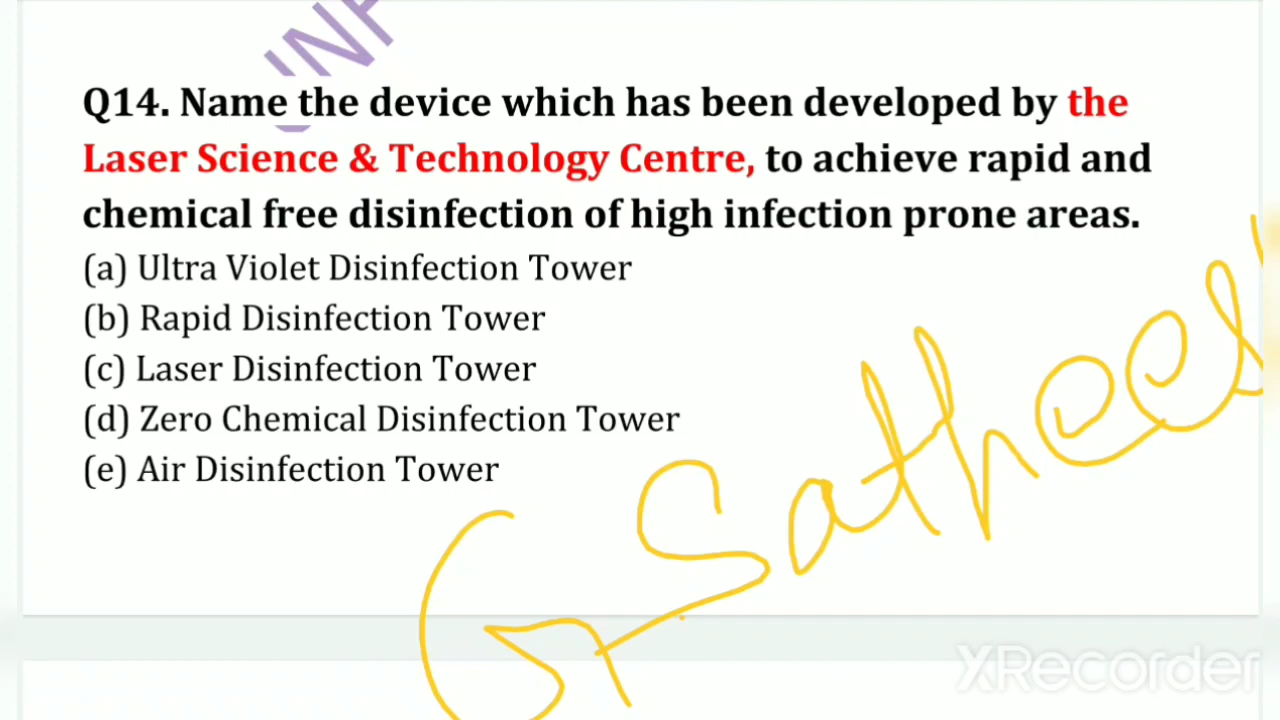 Q14. Name the device which has been developed by the
Laser Science & Technology Centre, to achieve rapid and
chemical free disinfection of high infection prone areas.
(a) Ultra Violet Disinfection Tower
(b) Rapid Disinfection Tower
(c) Laser Disinfection Tower
(d) Zero Chemical Disinfection Tower
(e) Air Disinfection Tower
XRecorder